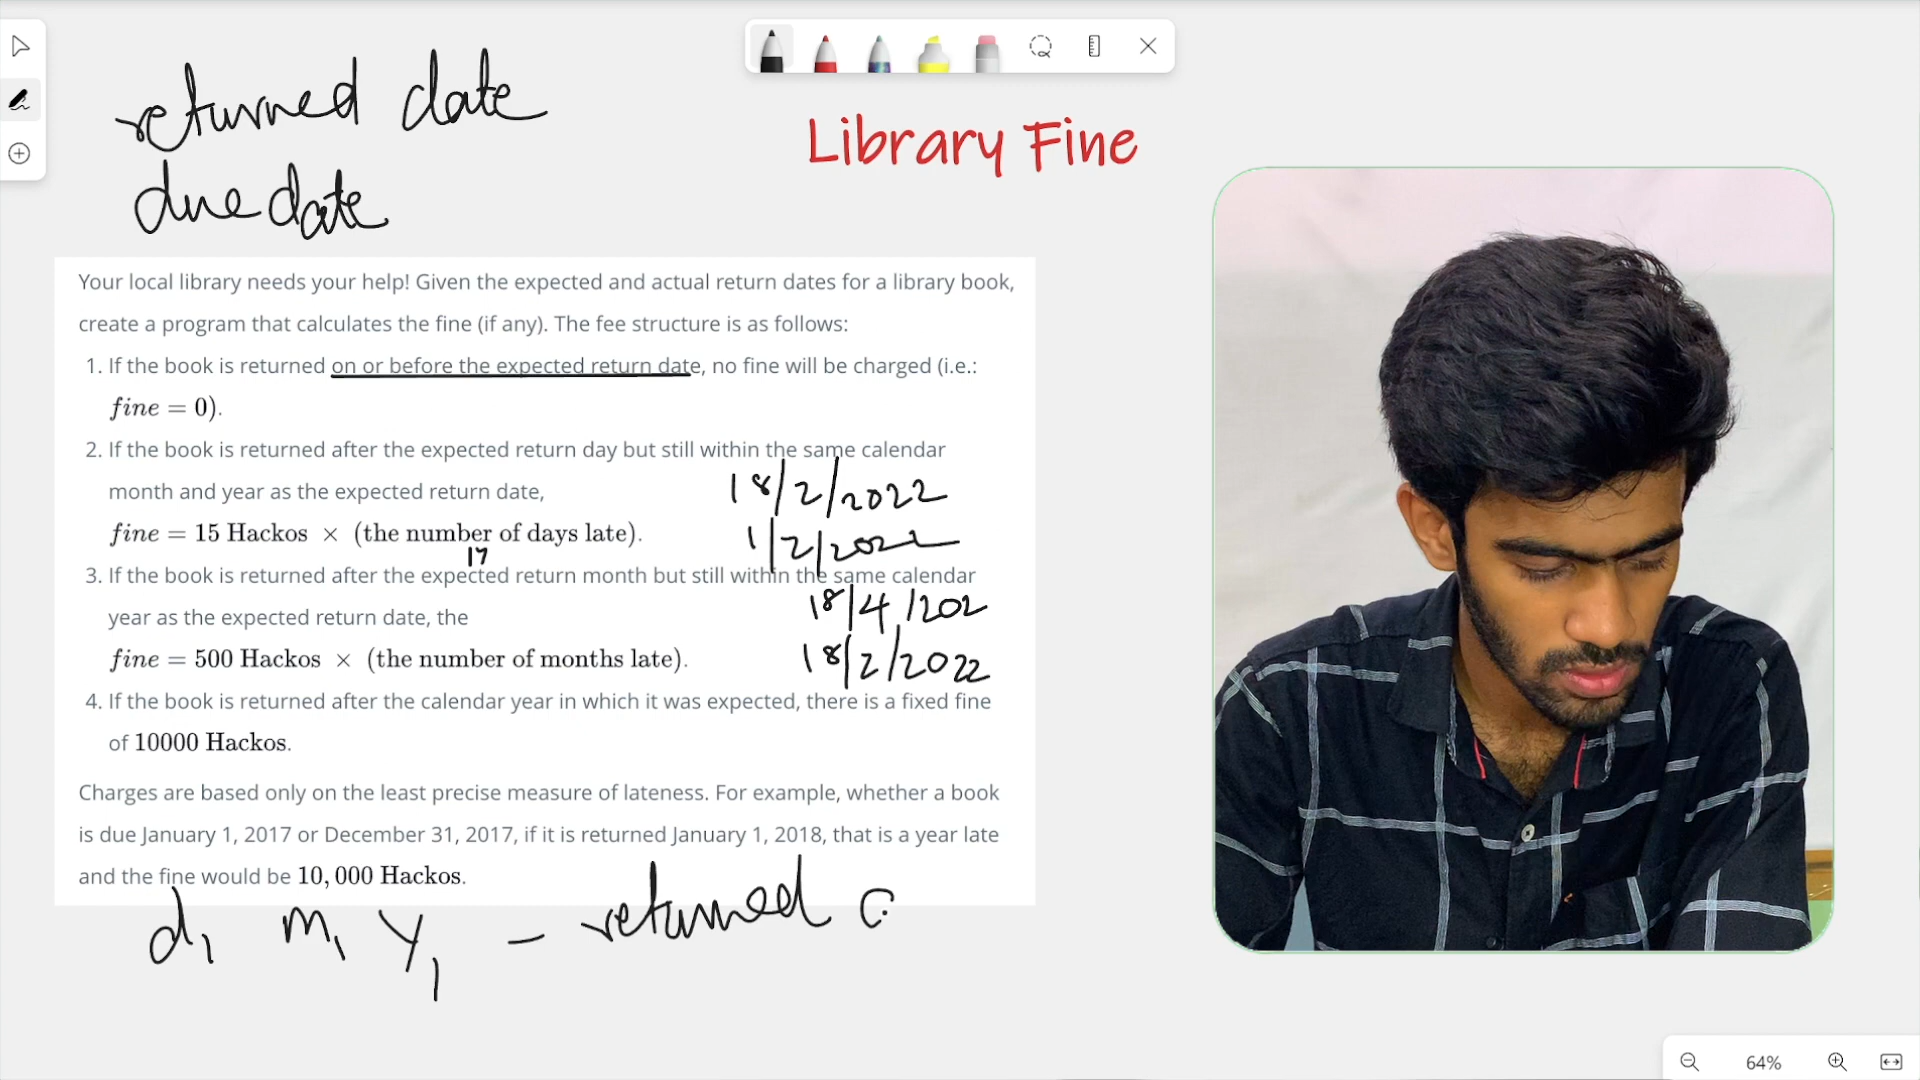 returned date
due date
Library Fine
Your local library needs your help! Given the expected and actual return dates for a library book,
create a program that calculates the fine (if any). The fee structure is as follows:
1. If the book is returned on or before the expected return date, no fine will be charged (i.e.:
fine = 0).
2. If the book is returned after the expected return day but still within the same calendar
month and year as the expected return date,
18/2/2022
fine = 15 Hackos × (the number of days late).
1/2/2022
17
3. If the book is returned after the expected return month but still within the same calendar
year as the expected return date, the
18/4/202
fine = 500 Hackos × (the number of months late).
18/2/2022
4. If the book is returned after the calendar year in which it was expected, there is a fixed fine
of 10000 Hackos.
Charges are based only on the least precise measure of lateness. For example, whether a book
is due January 1, 2017 or December 31, 2017, if it is returned January 1, 2018, that is a year late
and the fine would be 10,000 Hackos.
d1 m1 y1 - returned
64%